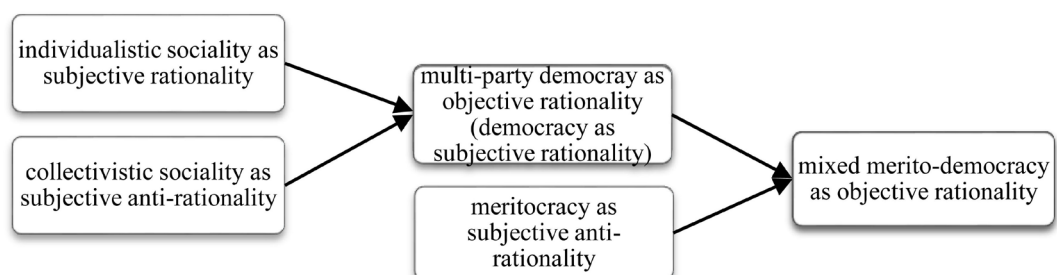 individualistic sociality as
subjective rationality
collectivistic sociality as
subjective anti-rationality
multi-party democray as
objective rationality
(democracy as
subjective rationality)
meritocracy as
subjective anti-
rationality
mixed merito-democracy
as objective rationality